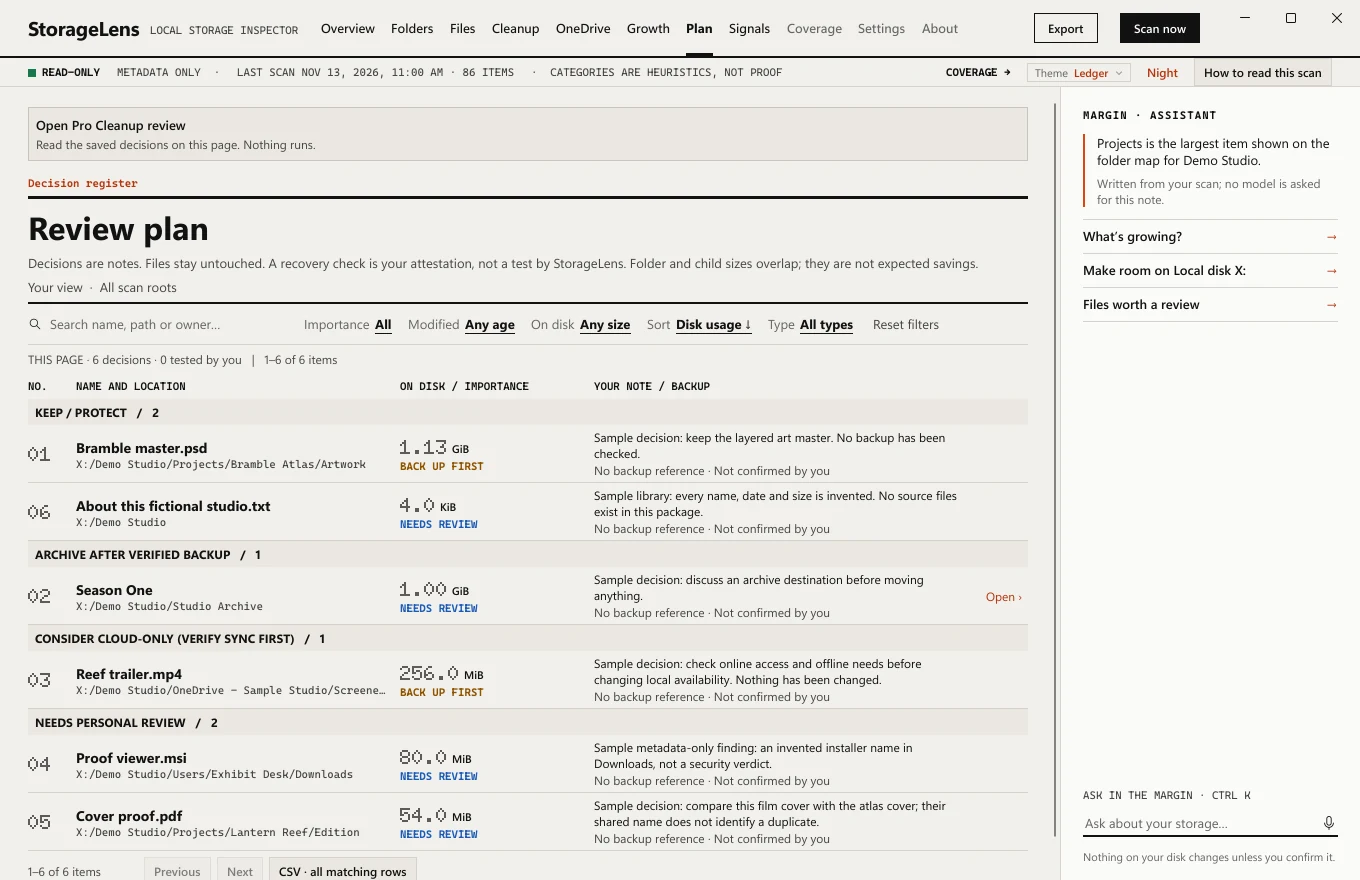 StorageLens LOCAL STORAGE INSPECTOR Overview Folders Files Cleanup OneDrive Growth Plan Signals Coverage Settings About Export Scan now
READ-ONLY METADATA ONLY · LAST SCAN NOV 13, 2026, 11:00 AM · 86 ITEMS · CATEGORIES ARE HEURISTICS, NOT PROOF COVERAGE → Theme Ledger Night How to read this scan
Open Pro Cleanup review
Read the saved decisions on this page. Nothing runs.
Decision register
Review plan
Decisions are notes. Files stay untouched. A recovery check is your attestation, not a test by StorageLens. Folder and child sizes overlap; they are not expected savings.
Your view · All scan roots
Search name, path or owner... Importance All Modified Any age On disk Any size Sort Disk usage ↓ Type All types Reset filters
THIS PAGE · 6 decisions · 0 tested by you | 1–6 of 6 items
NO. NAME AND LOCATION ON DISK / IMPORTANCE YOUR NOTE / BACKUP
KEEP / PROTECT / 2
01 Bramble master.psd 1.13 GiB Sample decision: keep the layered art master. No backup has been
checked.
X:/Demo Studio/Projects/Bramble Atlas/Artwork BACK UP FIRST No backup reference · Not confirmed by you
06 About this fictional studio.txt 4.0 KiB Sample library: every name, date and size is invented. No source files
exist in this package.
X:/Demo Studio NEEDS REVIEW No backup reference · Not confirmed by you
ARCHIVE AFTER VERIFIED BACKUP / 1
02 Season One 1.00 GiB Sample decision: discuss an archive destination before moving
anything. Open ›
X:/Demo Studio/Studio Archive NEEDS REVIEW No backup reference · Not confirmed by you
CONSIDER CLOUD-ONLY (VERIFY SYNC FIRST) / 1
03 Reef trailer.mp4 256.0 MiB Sample decision: check online access and offline needs before
changing local availability. Nothing has been changed.
X:/Demo Studio/OneDrive – Sample Studio/Screene… BACK UP FIRST No backup reference · Not confirmed by you
NEEDS PERSONAL REVIEW / 2
04 Proof viewer.msi 80.0 MiB Sample metadata-only finding: an invented installer name in
Downloads, not a security verdict.
X:/Demo Studio/Users/Exhibit Desk/Downloads NEEDS REVIEW No backup reference · Not confirmed by you
05 Cover proof.pdf 54.0 MiB Sample decision: compare this film cover with the atlas cover; their
shared name does not identify a duplicate.
X:/Demo Studio/Projects/Lantern Reef/Edition NEEDS REVIEW No backup reference · Not confirmed by you
1–6 of 6 items Previous Next CSV · all matching rows
MARGIN · ASSISTANT
Projects is the largest item shown on the
folder map for Demo Studio.
Written from your scan; no model is asked
for this note.
What's growing? →
Make room on Local disk X: →
Files worth a review →
ASK IN THE MARGIN · CTRL K
Ask about your storage...
Nothing on your disk changes unless you confirm it.